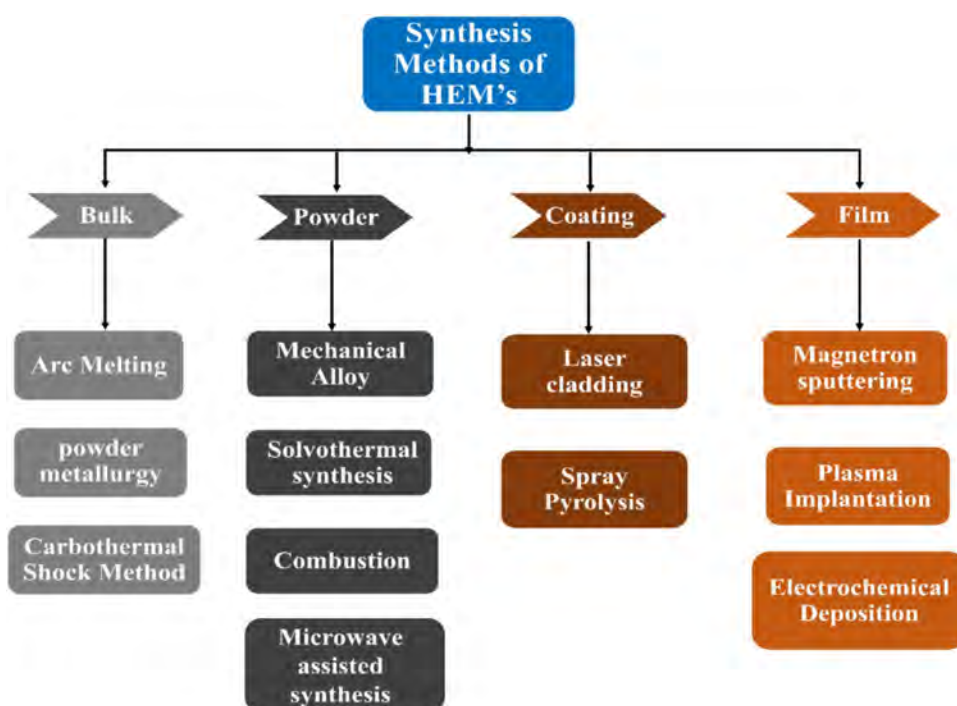 Synthesis
Methods of
HEM's
Bulk
Powder
Coating
Film
Arc Melting
powder
metallurgy
Carbothermal
Shock Method
Mechanical
Alloy
Solvothermal
synthesis
Combustion
Microwave
assisted
synthesis
Laser
cladding
Spray
Pyrolysis
Magnetron
sputtering
Plasma
Implantation
Electrochemical
Deposition